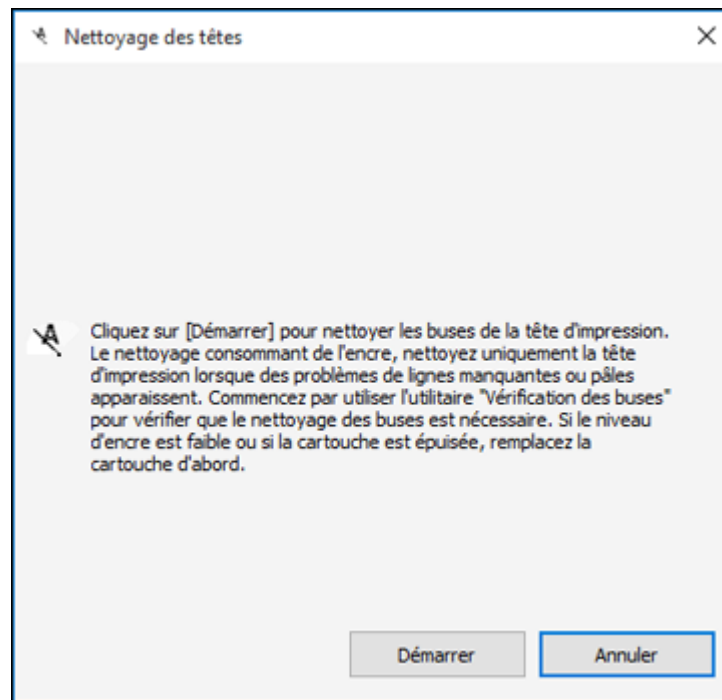 Nettoyage des têtes
Cliquez sur [Démarrer] pour nettoyer les buses de la tête d'impression.
Le nettoyage consommant de l'encre, nettoyez uniquement la tête
d'impression lorsque des problèmes de lignes manquantes ou pâles
apparaissent. Commencez par utiliser l'utilitaire "Vérification des buses"
pour vérifier que le nettoyage des buses est nécessaire. Si le niveau
d'encre est faible ou si la cartouche est épuisée, remplacez la
cartouche d'abord.
Démarrer
Annuler